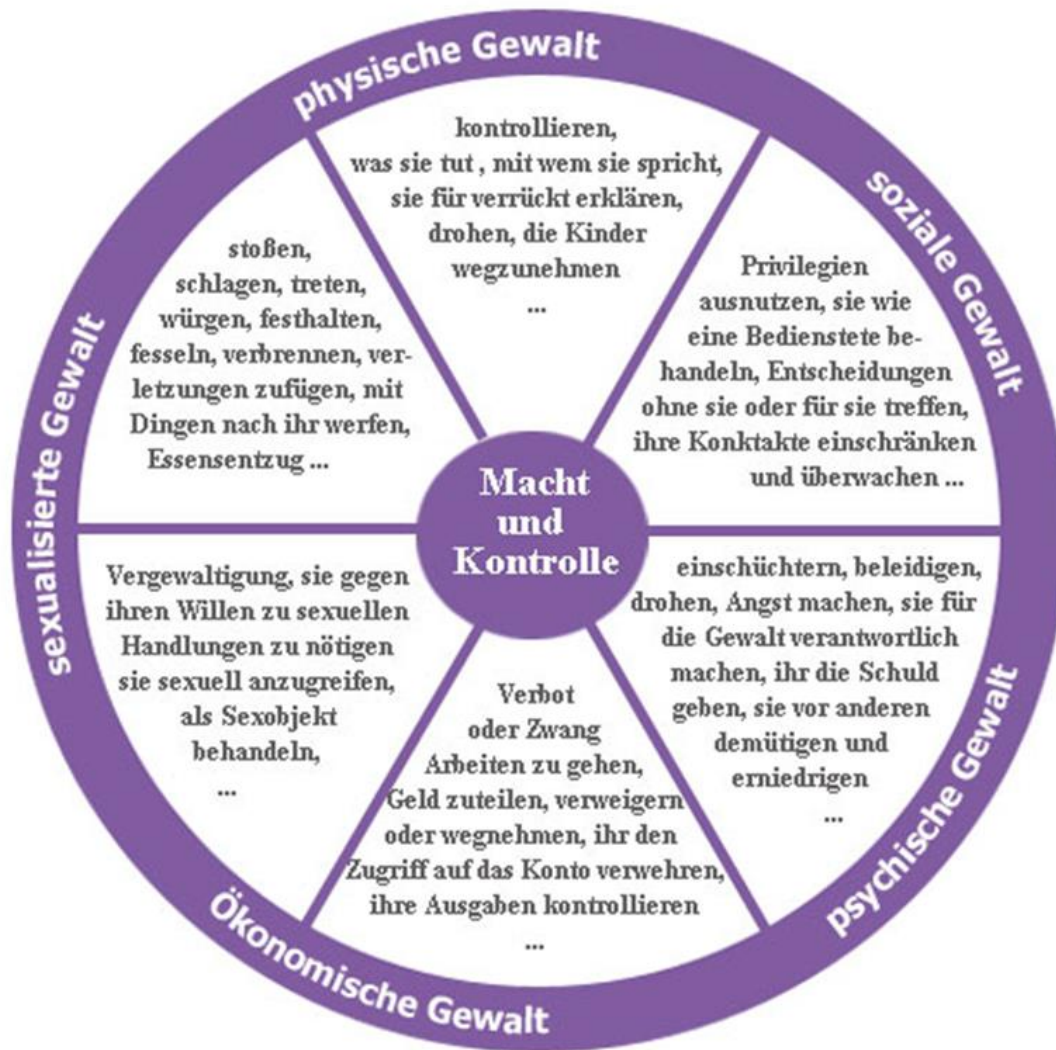 physische Gewalt
kontrollieren,
was sie tut , mit wem sie spricht,
sie für verrückt erklären,
drohen, die Kinder
wegzunehmen
...
soziale Gewalt
Privilegien
ausnutzen, sie wie
eine Bedienstete be-
handeln, Entscheidungen
ohne sie oder für sie treffen,
ihre Konktakte einschränken
und überwachen ...
psychische Gewalt
einschüchtern, beleidigen,
drohen, Angst machen, sie für
die Gewalt verantwortlich
machen, ihr die Schuld
geben, sie vor anderen
demütigen und
erniedrigen
...
Ökonomische Gewalt
Verbot
oder Zwang
Arbeiten zu gehen,
Geld zuteilen, verweigern
oder wegnehmen, ihr den
Zugriff auf das Konto verwehren,
ihre Ausgaben kontrollieren
...
sexualisierte Gewalt
Vergewaltigung, sie gegen
ihren Willen zu sexuellen
Handlungen zu nötigen
sie sexuell anzugreifen,
als Sexobjekt
behandeln,
...
stoßen,
schlagen, treten,
würgen, festhalten,
fesseln, verbrennen, ver-
letzungen zufügen, mit
Dingen nach ihr werfen,
Essensentzug ...
Macht
und
Kontrolle